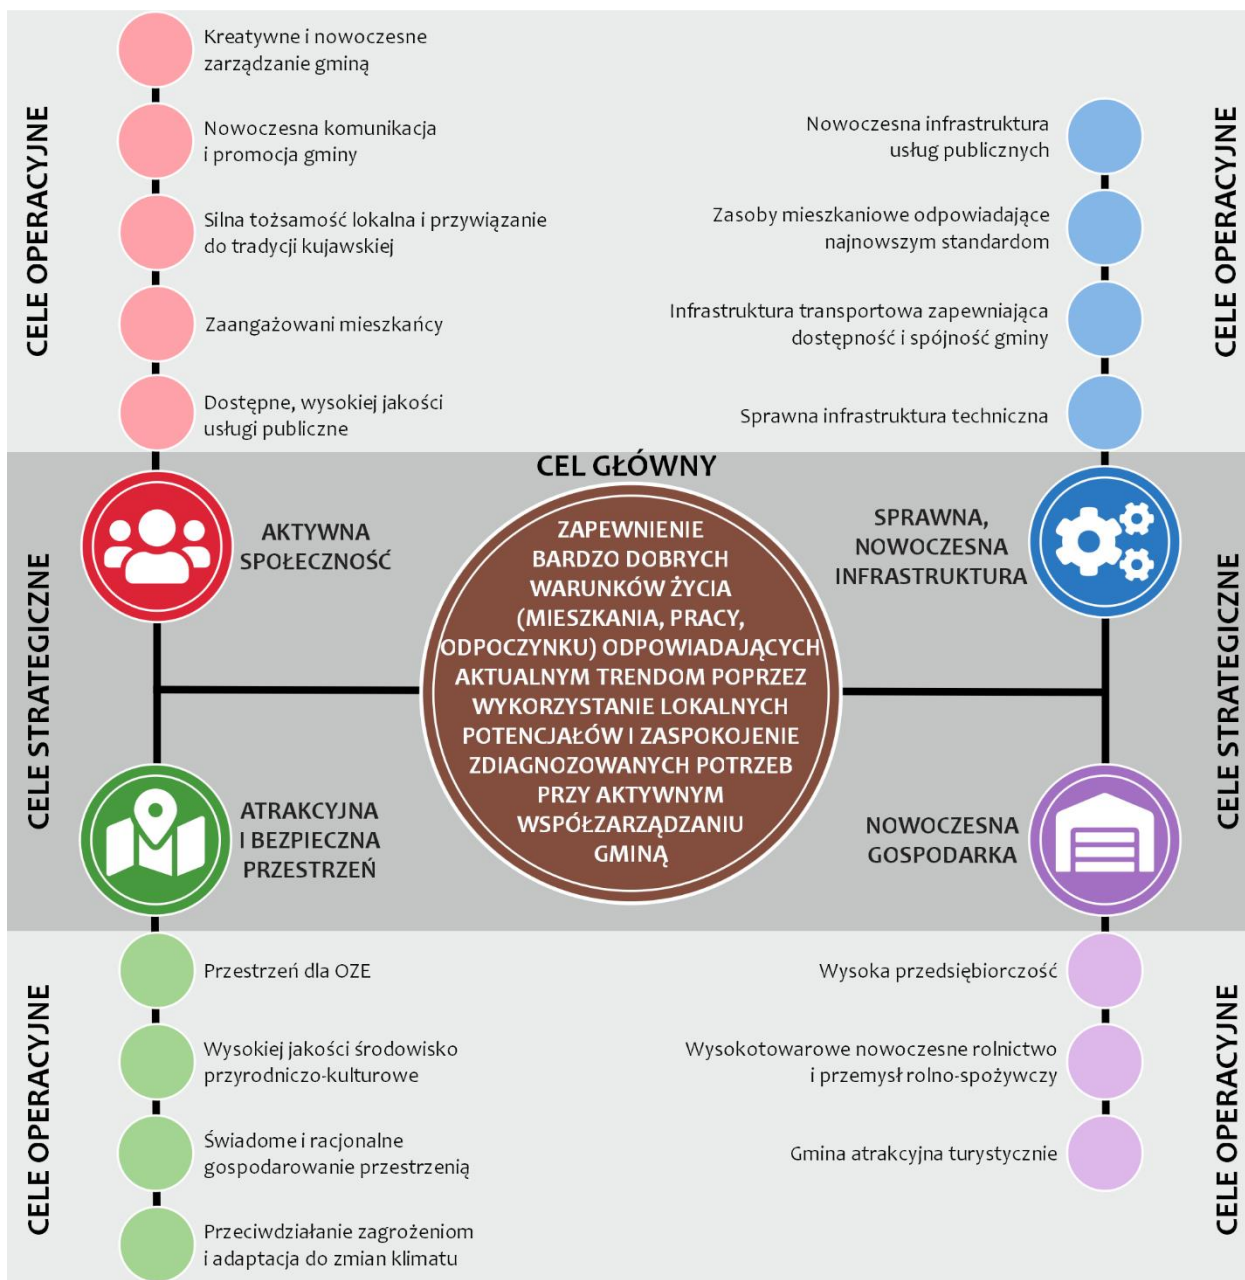 CELE OPERACYJNE
Kreatywne i nowoczesne
zarządzanie gminą
Nowoczesna komunikacja
i promocja gminy
Silna tożsamość lokalna i przywiązanie
do tradycji kujawskiej
Zaangażowani mieszkańcy
Dostępne, wysokiej jakości
usługi publiczne
Nowoczesna infrastruktura
usług publicznych
Zasoby mieszkaniowe odpowiadające
najnowszym standardom
Infrastruktura transportowa zapewniająca
dostępność i spójność gminy
Sprawna infrastruktura techniczna
CELE OPERACYJNE
CELE STRATEGICZNE
AKTYWNA
SPOŁECZNOŚĆ
ATRAKCYJNA
I BEZPIECZNA
PRZESTRZEŃ
CEL GŁÓWNY
ZAPEWNIENIE
BARDZO DOBRYCH
WARUNKÓW ŻYCIA
(MIESZKANIA, PRACY,
ODPOCZYNKU) ODPOWIADAJĄCYCH
AKTUALNYM TRENDOM POPRZEZ
WYKORZYSTANIE LOKALNYCH
POTENCJAŁÓW I ZASPOKOJENIE
ZDIAGNOZOWANYCH POTRZEB
PRZY AKTYWNYM
WSPÓŁZARZĄDZANIU
GMINĄ
SPRAWNA,
NOWOCZESNA
INFRASTRUKTURA
NOWOCZESNA
GOSPODARKA
CELE STRATEGICZNE
CELE OPERACYJNE
Przestrzeń dla OZE
Wysokiej jakości środowisko
przyrodniczo-kulturowe
Świadome i racjonalne
gospodarowanie przestrzenią
Przeciwdziałanie zagrożeniom
i adaptacja do zmian klimatu
Wysoka przedsiębiorczość
Wysokotowarowe nowoczesne rolnictwo
i przemysł rolno-spożywczy
Gmina atrakcyjna turystycznie
CELE OPERACYJNE